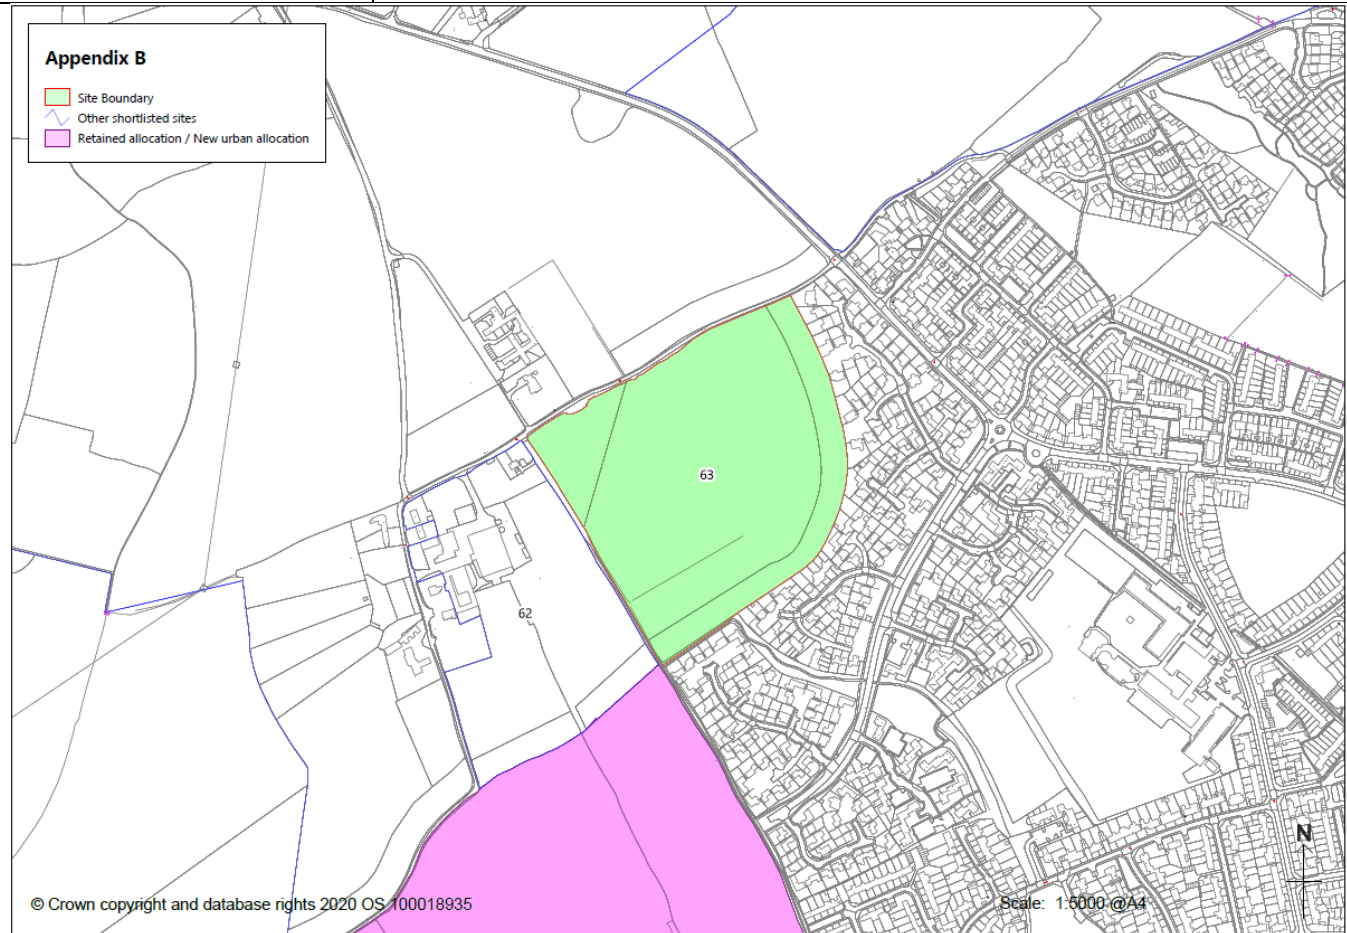 Appendix B
Site Boundary
Other shortlisted sites
Retained allocation / New urban allocation
63
62
N
© Crown copyright and database rights 2020 OS 100018935
Scale: 1:5000 @A4